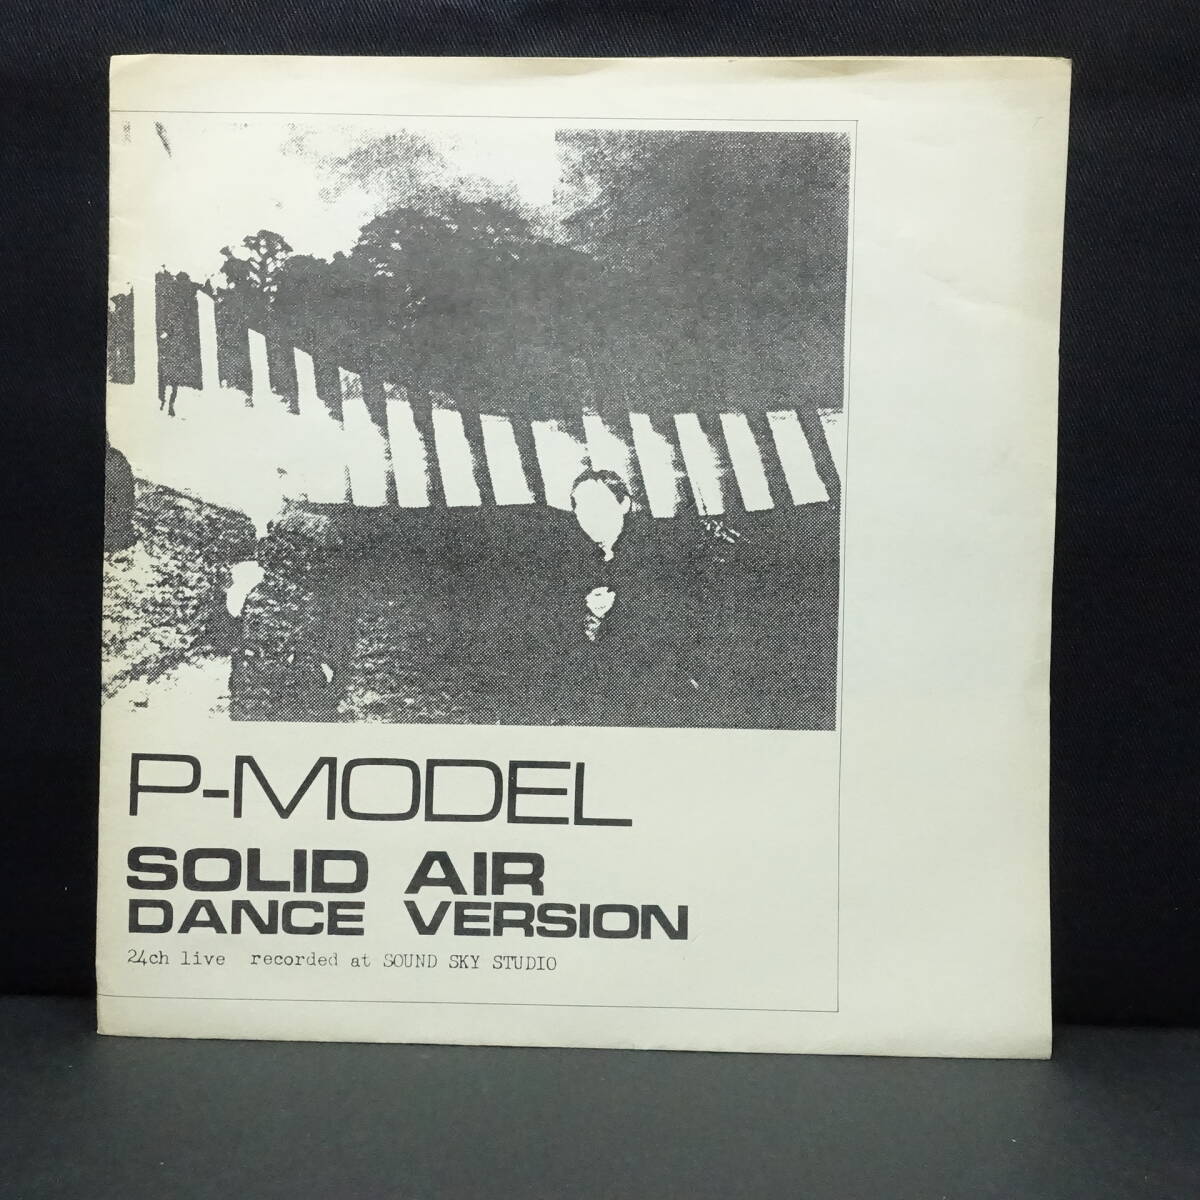 P-MODEL
SOLID AIR
DANCE VERSION
24ch live recorded at SOUND SKY STUDIO